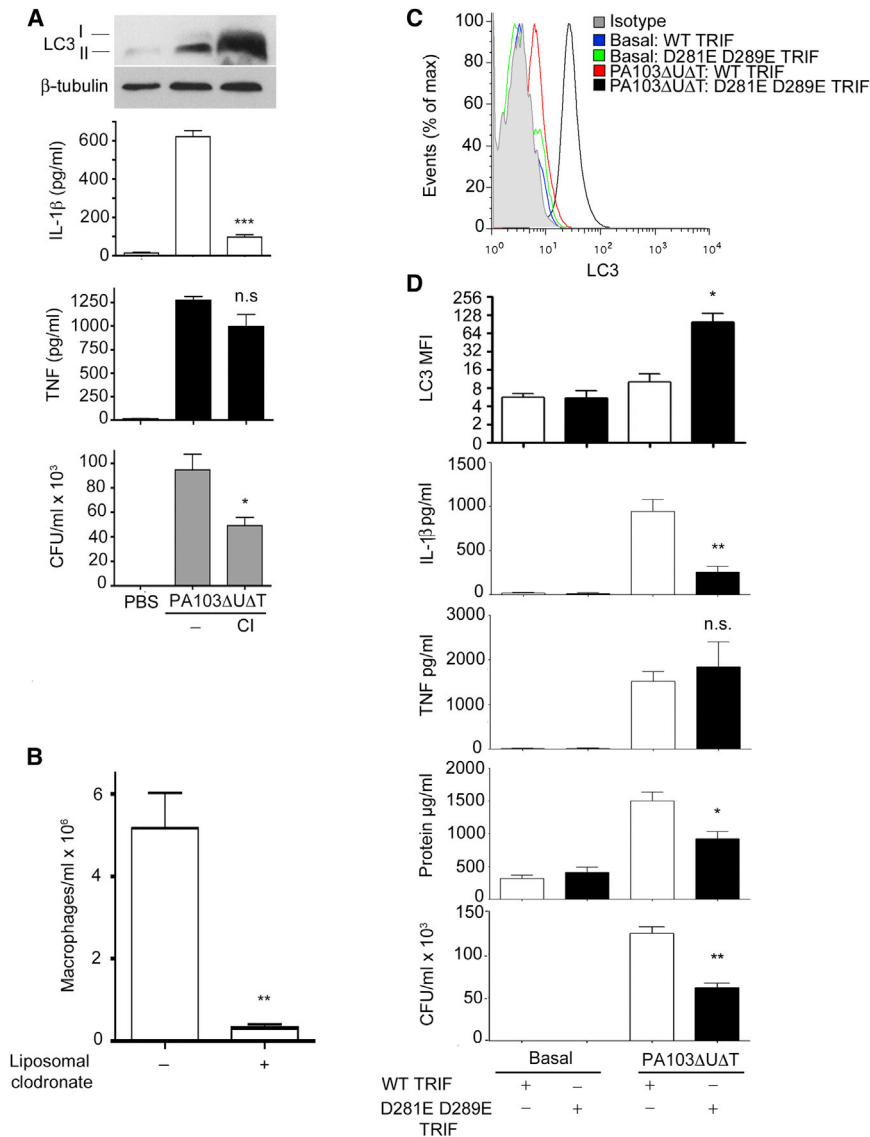 A
LC3
I
II
β-tubulin
IL-1β (pg/ml)
600
400
200
0
***
TNF (pg/ml)
1250
1000
750
500
250
0
n.s
CFU/ml x 10³
100
80
60
40
20
0
*
PBS
PA103ΔUΔT
–
CI
B
Macrophages/ml x 10⁶
6
4
2
0
**
Liposomal clodronate
–
+
C
Events (% of max)
100
80
60
40
20
0
10⁰
10¹
10²
10³
10⁴
LC3
Isotype
Basal: WT TRIF
Basal: D281E D289E TRIF
PA103ΔUΔT: WT TRIF
PA103ΔUΔT: D281E D289E TRIF
D
LC3 MFI
256
128
64
32
16
8
4
2
0
*
IL-1β pg/ml
1500
1000
500
0
**
TNF pg/ml
3000
2000
1000
0
n.s.
Protein µg/ml
2000
1500
1000
500
0
*
CFU/ml x 10³
150
100
50
0
**
Basal
PA103ΔUΔT
WT TRIF
+
–
+
–
D281E D289E TRIF
–
+
–
+